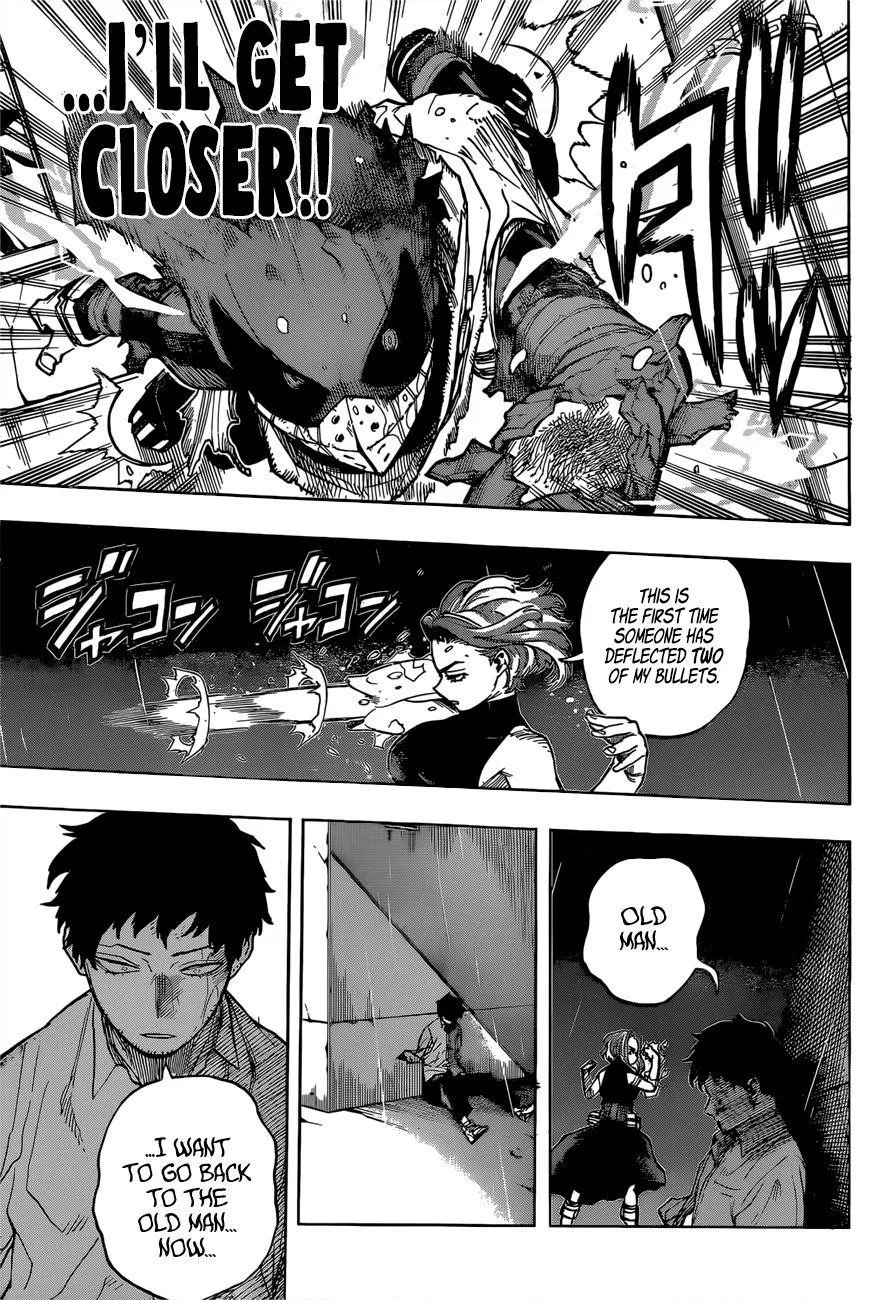 ...I'LL GET
CLOSER!!
THIS IS
THE FIRST TIME
SOMEONE HAS
DEFLECTED TWO
OF MY BULLETS.
ジャコン
ジャコン
OLD
MAN...
...I WANT
TO GO BACK
TO THE
OLD MAN...
NOW...